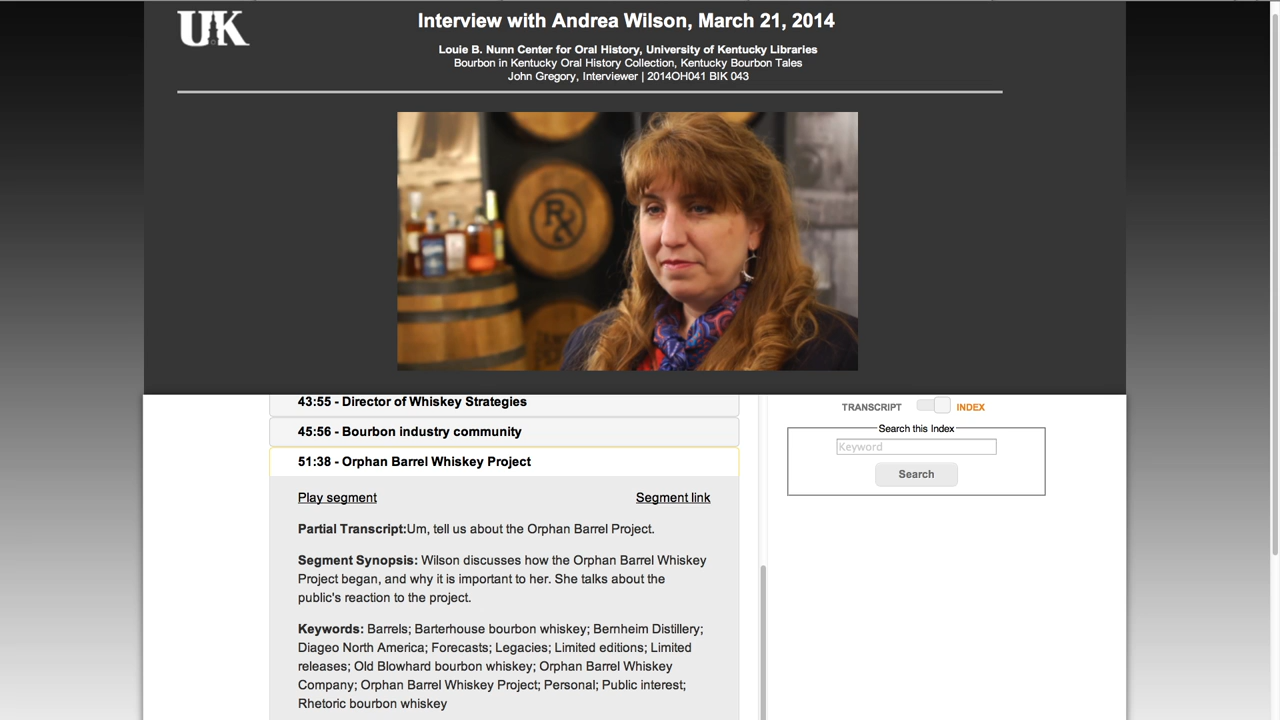 UK
Interview with Andrea Wilson, March 21, 2014
Louie B. Nunn Center for Oral History, University of Kentucky Libraries
Bourbon in Kentucky Oral History Collection, Kentucky Bourbon Tales
John Gregory, Interviewer | 2014OH041 BIK 043
RX
43:55 - Director of Whiskey Strategies
45:56 - Bourbon industry community
51:38 - Orphan Barrel Whiskey Project
Play segment Segment link
Partial Transcript:Um, tell us about the Orphan Barrel Project.
Segment Synopsis: Wilson discusses how the Orphan Barrel Whiskey
Project began, and why it is important to her. She talks about the
public's reaction to the project.
Keywords: Barrels; Barterhouse bourbon whiskey; Bernheim Distillery;
Diageo North America; Forecasts; Legacies; Limited editions; Limited
releases; Old Blowhard bourbon whiskey; Orphan Barrel Whiskey
Company; Orphan Barrel Whiskey Project; Personal; Public interest;
Rhetoric bourbon whiskey
TRANSCRIPT INDEX
Search this Index
Keyword
Search